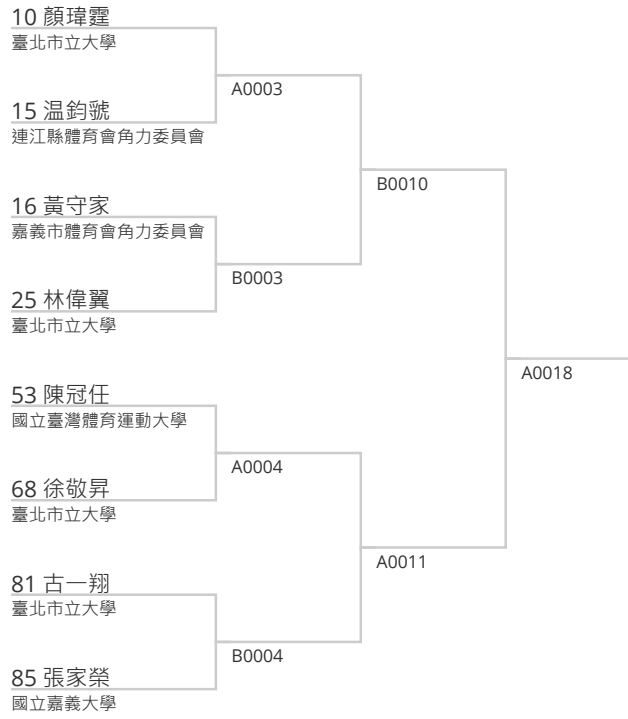 10 顏瑋霆
臺北市立大學
A0003
15 温鈞號
連江縣體育會角力委員會
B0010
16 黃守家
嘉義市體育會角力委員會
B0003
25 林偉翼
臺北市立大學
A0018
53 陳冠任
國立臺灣體育運動大學
A0004
68 徐敬昇
臺北市立大學
A0011
81 古一翔
臺北市立大學
B0004
85 張家榮
國立嘉義大學